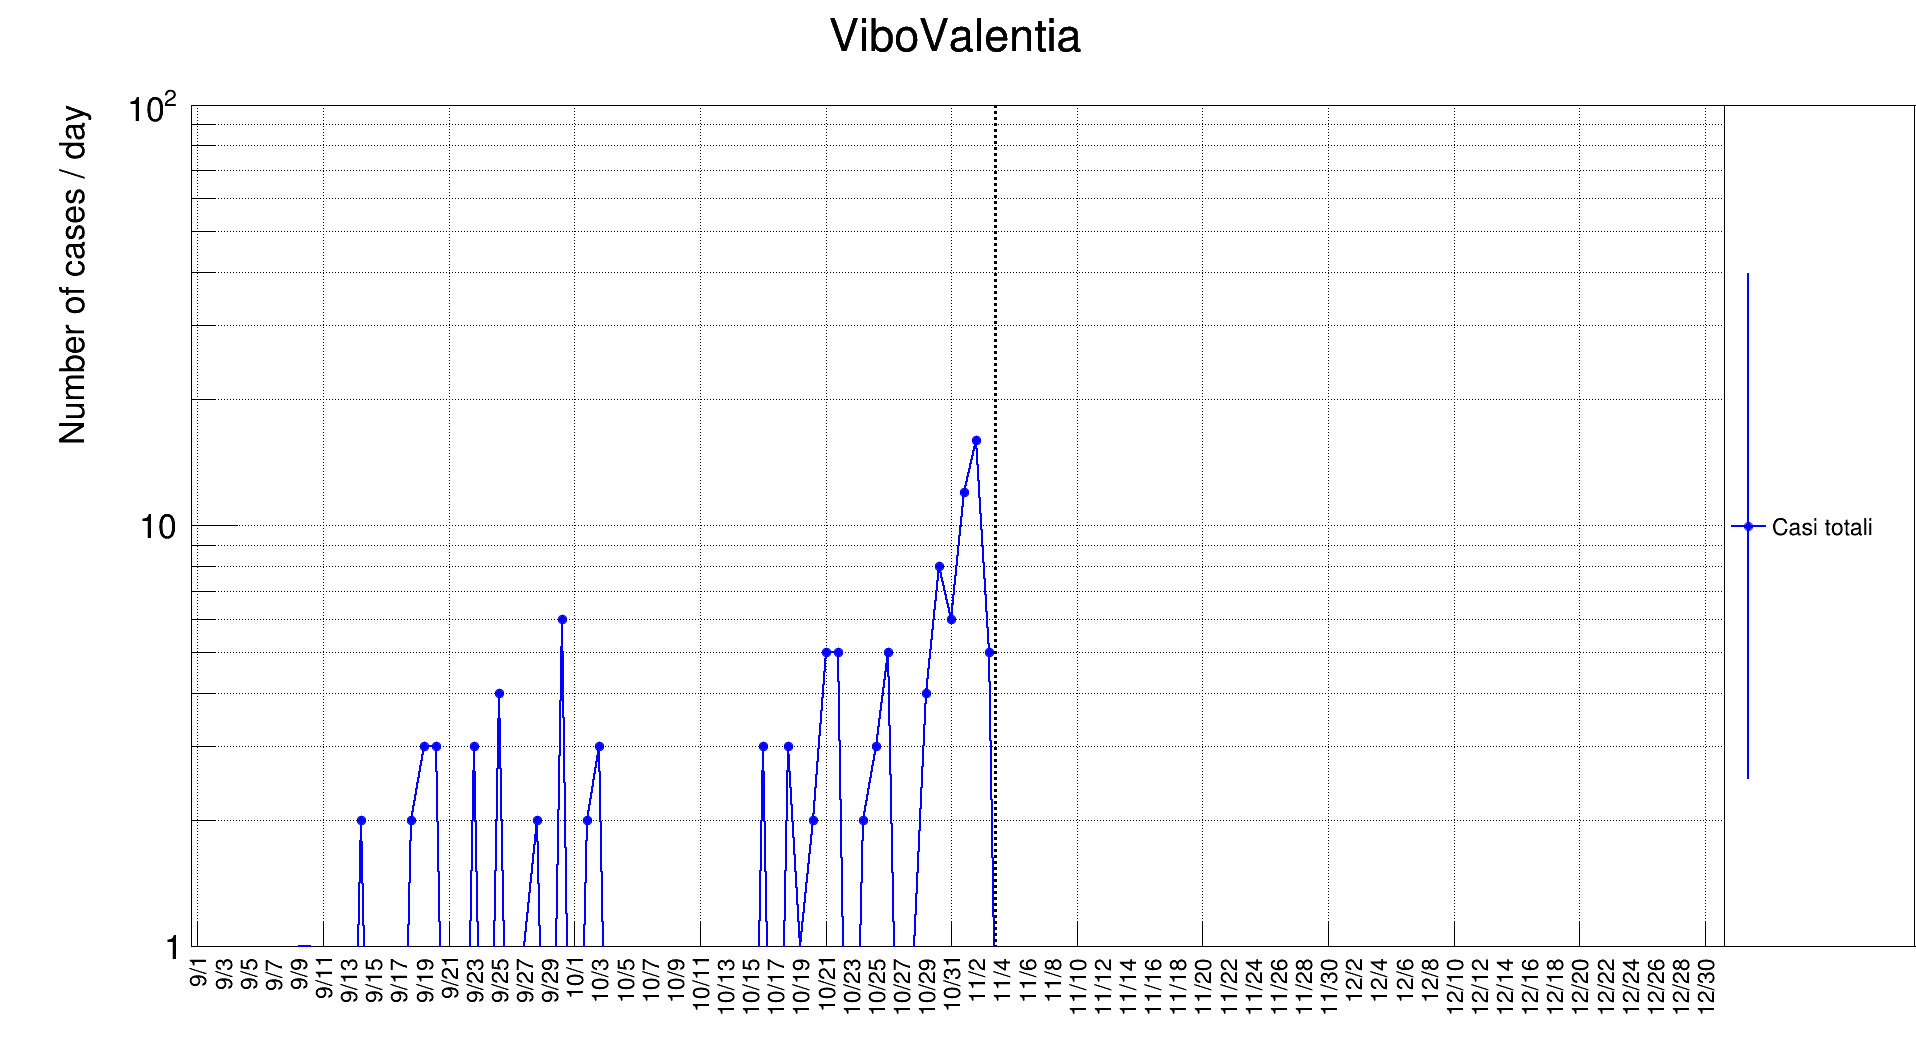 ViboValentia
Number of cases / day
10²
10
1
9/1 9/3 9/5 9/7 9/9 9/11 9/13 9/15 9/17 9/19 9/21 9/23 9/25 9/27 9/29 10/1 10/3 10/5 10/7 10/9 10/11 10/13 10/15 10/17 10/19 10/21 10/23 10/25 10/27 10/29 10/31 11/2 11/4 11/6 11/8 11/10 11/12 11/14 11/16 11/18 11/20 11/22 11/24 11/26 11/28 11/30 12/2 12/4 12/6 12/8 12/10 12/12 12/14 12/16 12/18 12/20 12/22 12/24 12/26 12/28 12/30
Casi totali